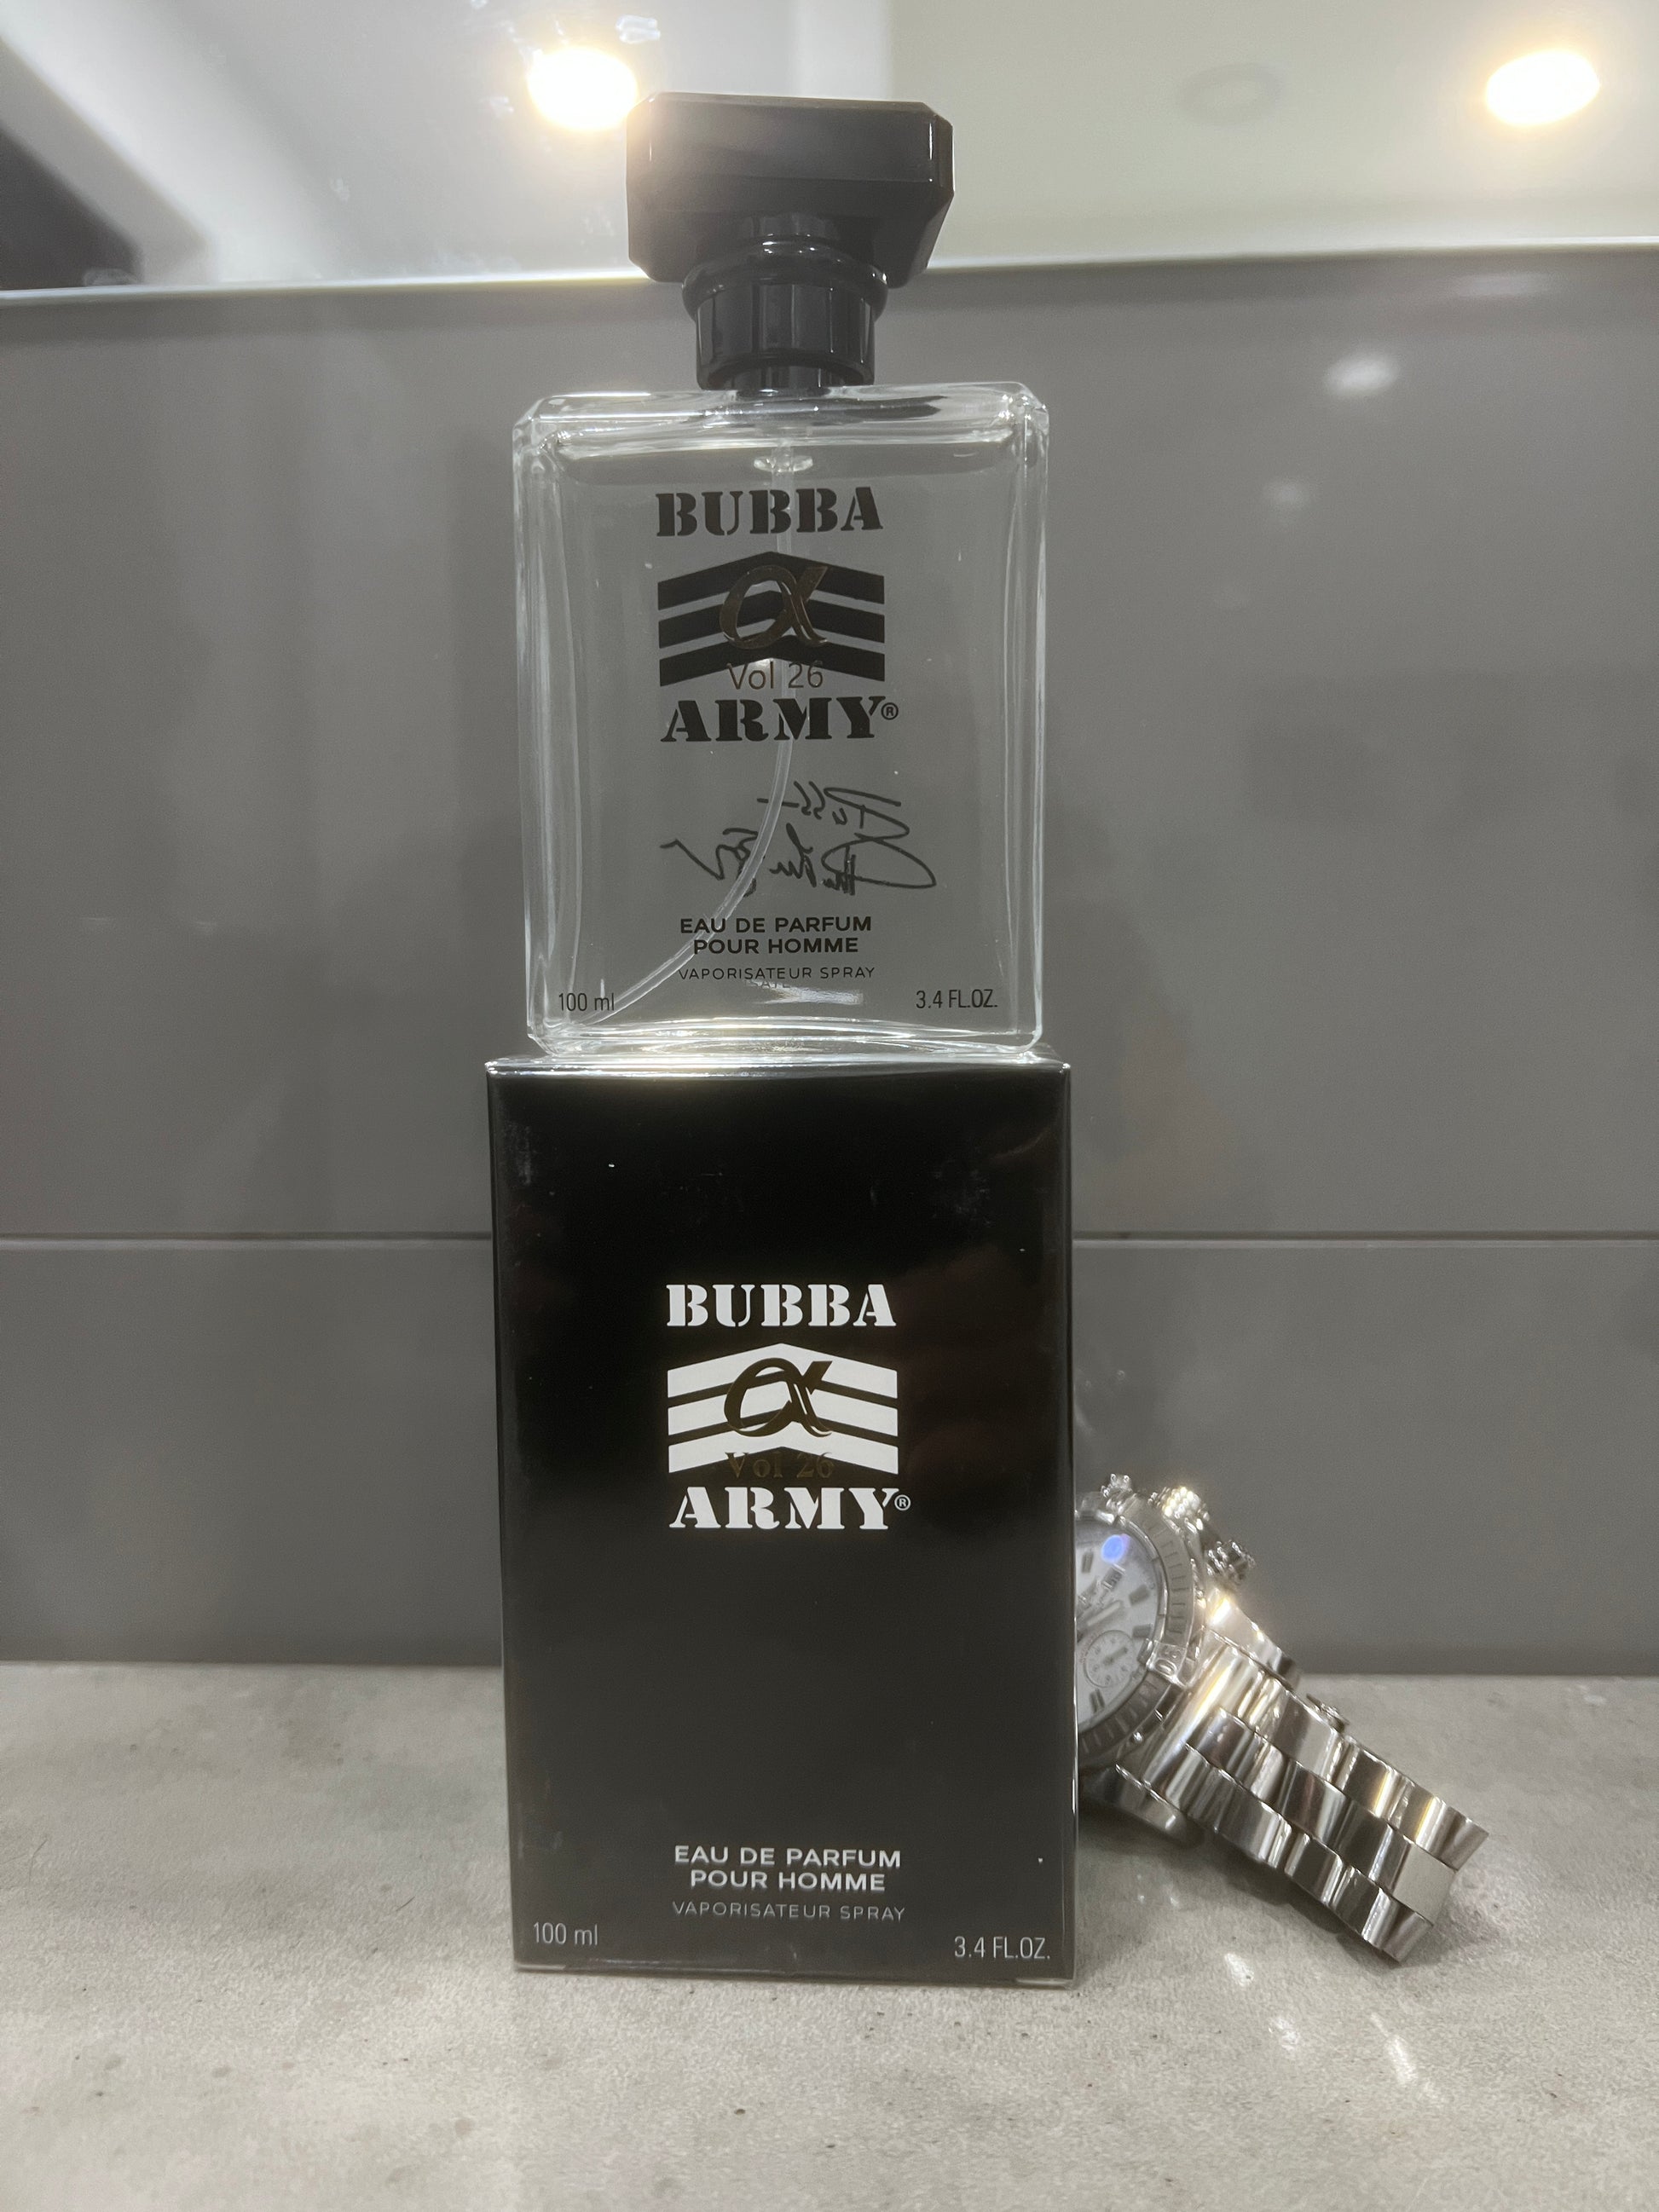 BUBBA
α
Vol 26
ARMY®
EAU DE PARFUM
POUR HOMME
VAPORISATEUR SPRAY
100 ml
3.4 FL.OZ.
BUBBA
α
Vol 26
ARMY®
EAU DE PARFUM
POUR HOMME
VAPORISATEUR SPRAY
100 ml
3.4 FL.OZ.